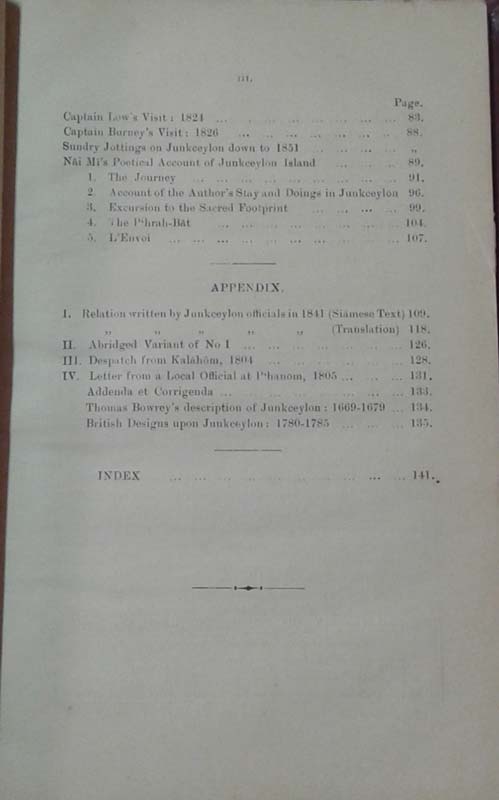 III.
Page.
Captain Low's Visit: 1824 ... ... ... ... ... ... 83.
Captain Burney's Visit: 1826 ... ... ... ... ... ... 88.
Sundry Jottings on Junkceylon down to 1851 ... ... ... „
Nâi Mî's Poetical Account of Junkceylon Island ... ... 89.
1. The Journey ... ... ... ... ... ... ... 91.
2. Account of the Author's Stay and Doings in Junkceylon 96.
3. Excursion to the Sacred Footprint ... ... ... ... 99.
4. The Pʻhrah-Bât ... ... ... ... ... ... 104.
5. L'Envoi ... ... ... ... ... ... ... ... 107.
APPENDIX.
I. Relation written by Junkceylon officials in 1841 (Siamese Text) 109.
„ „ „ „ „ (Translation) 118.
II. Abridged Variant of No I ... ... ... ... ... ... 126.
III. Despatch from Kalâhôm, 1804 ... ... ... ... ... 128.
IV. Letter from a Local Official at Pʻhanom, 1805 ... ... ... 131.
Addenda et Corrigenda ... ... ... ... ... ... 133.
Thomas Bowrey's description of Junkceylon: 1669-1679 ... 134.
British Designs upon Junkceylon: 1780-1785 ... ... ... 135.
INDEX ... ... ... ... ... ... ... ... 141.